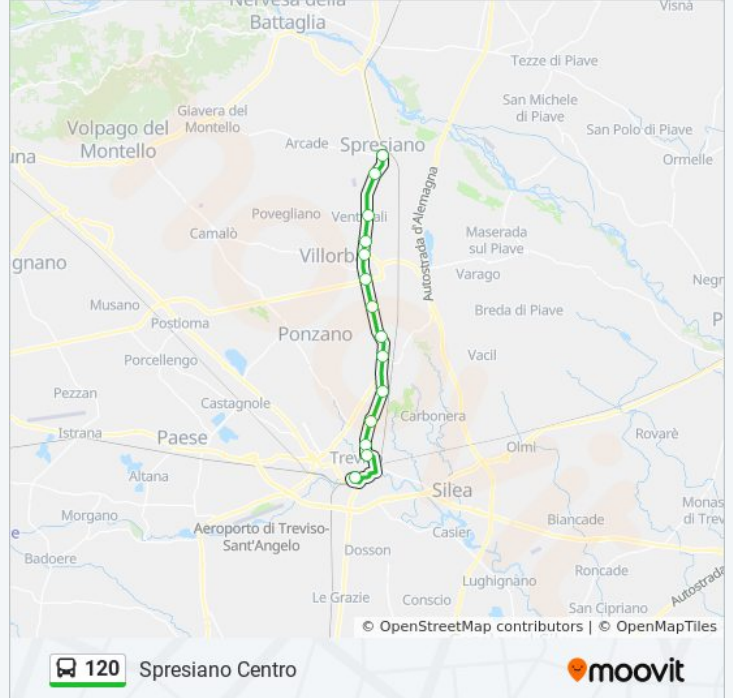 Nervesa della
Battaglia
Visnà
Tezze di Piave
San Michele
di Piave
Giavera del
Montello
Volpago del
Montello
San Polo di Piave
Arcade
Spresiano
una
Ormelle
Autostrada d'Alemagna
Povegliano
Camalò
Maserada
sul Piave
gnano
Villorb
Varago
Negr
Musano
Postioma
Breda di Piave
P
Ponzano
Porcellengo
Vacil
Pezzan
Castagnole
Carbonera
Istrana
Paese
Rovarè
Olmi
Trevi
Altana
Silea
Morgano
Monas
di Trev
Biancade
e
Aeroporto di Treviso-
Sant'Angelo
Casier
Badoere
Dosson
Lughignano
Roncade
Autostrada
Le Grazie
Conscio
San Cipriano
© OpenStreetMap contributors | © OpenMapTiles
120 Spresiano Centro
moovit